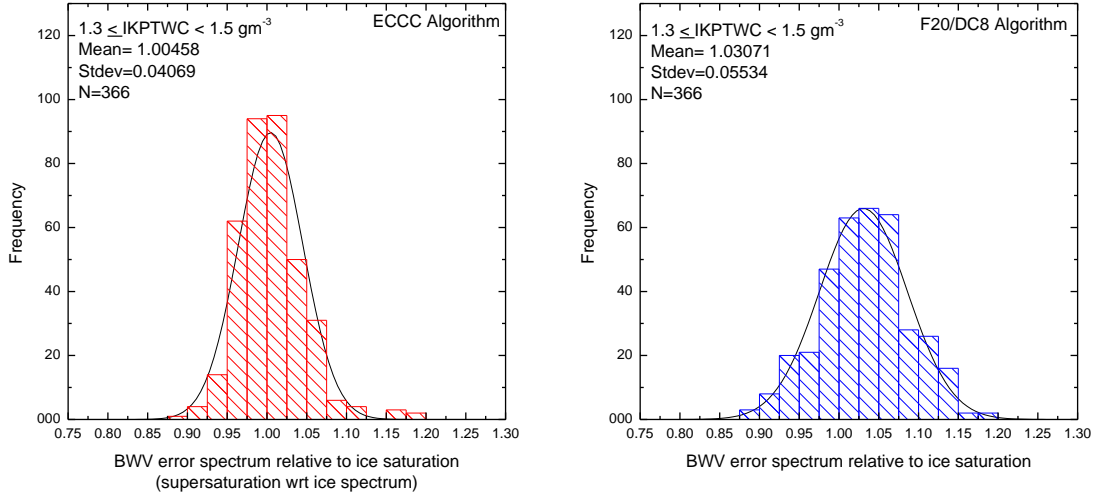 ECCC Algorithm
1.3 ≤IKPTWC < 1.5 gm-3
Mean= 1.00458
Stdev=0.04069
N=366
120
100
80
60
40
20
000
Frequency
0.75 0.80 0.85 0.90 0.95 1.00 1.05 1.10 1.15 1.20 1.25 1.30
BWV error spectrum relative to ice saturation
(supersaturation wrt ice spectrum)
F20/DC8 Algorithm
1.3 ≤IKPTWC < 1.5 gm-3
Mean= 1.03071
Stdev=0.05534
N=366
120
100
80
60
40
20
000
Frequency
0.75 0.80 0.85 0.90 0.95 1.00 1.05 1.10 1.15 1.20 1.25 1.30
BWV error spectrum relative to ice saturation